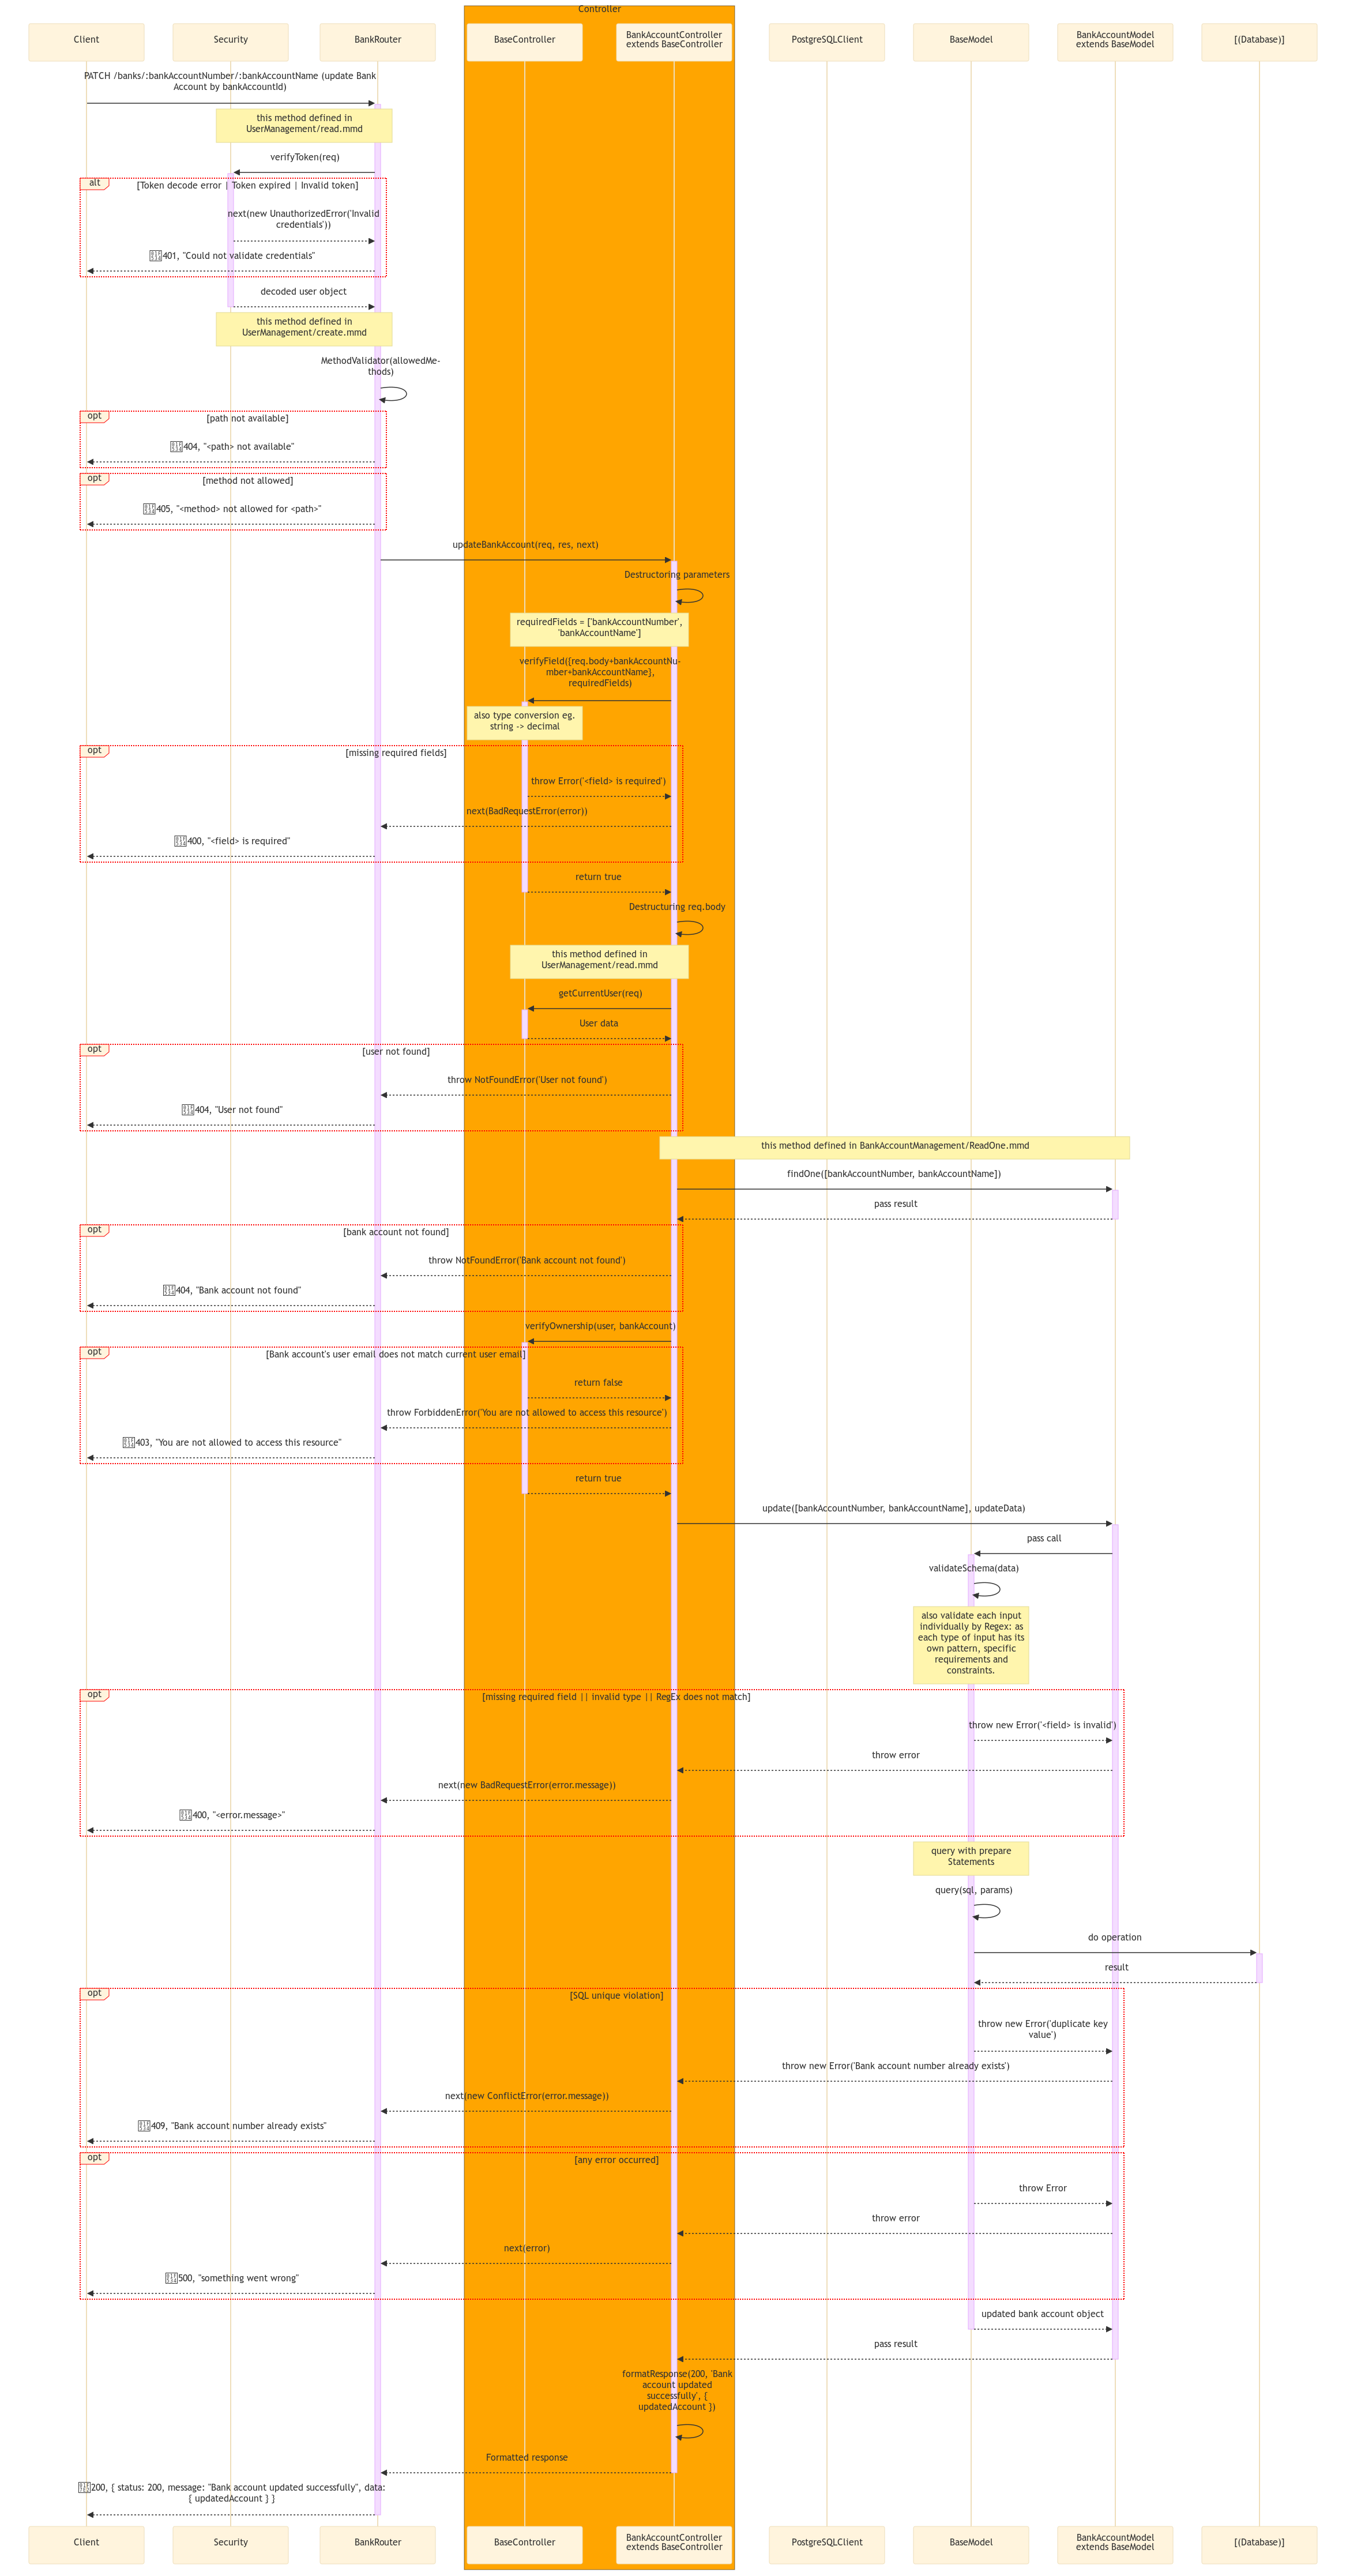 Controller
Client
Security
BankRouter
BaseController
BankAccountController
extends BaseController
PostgreSQLClient
BaseModel
BankAccountModel
extends BaseModel
[(Database)]
PATCH /banks/:bankAccountNumber/:bankAccountName (update Bank
Account by bankAccountId)
this method defined in
UserManagement/read.mmd
verifyToken(req)
alt
[Token decode error | Token expired | Invalid token]
next(new UnauthorizedError('Invalid
credentials'))
401, "Could not validate credentials"
decoded user object
this method defined in
UserManagement/create.mmd
MethodValidator(allowedMe-
thods)
opt
[path not available]
404, "<path> not available"
opt
[method not allowed]
405, "<method> not allowed for <path>"
updateBankAccount(req, res, next)
Destructoring parameters
requiredFields = ['bankAccountNumber',
'bankAccountName']
verifyField([req.body+bankAccountNu-
mber+bankAccountName],
requiredFields)
also type conversion eg.
string -> decimal
opt
[missing required fields]
throw Error('<field> is required')
next(BadRequestError(error))
400, "<field> is required"
return true
Destructuring req.body
this method defined in
UserManagement/read.mmd
getCurrentUser(req)
User data
opt
[user not found]
throw NotFoundError('User not found')
404, "User not found"
this method defined in BankAccountManagement/ReadOne.mmd
findOne([bankAccountNumber, bankAccountName])
pass result
opt
[bank account not found]
throw NotFoundError('Bank account not found')
404, "Bank account not found"
verifyOwnership(user, bankAccount)
opt
[Bank account's user email does not match current user email]
return false
throw ForbiddenError('You are not allowed to access this resource')
403, "You are not allowed to access this resource"
return true
update([bankAccountNumber, bankAccountName], updateData)
pass call
validateSchema(data)
also validate each input
individually by Regex: as
each type of input has its
own pattern, specific
requirements and
constraints.
opt
[missing required field || invalid type || RegEx does not match]
throw new Error('<field> is invalid')
throw error
next(new BadRequestError(error.message))
400, "<error.message>"
query with prepare
Statements
query(sql, params)
do operation
result
opt
[SQL unique violation]
throw new Error('duplicate key
value')
throw new Error('Bank account number already exists')
next(new ConflictError(error.message))
409, "Bank account number already exists"
opt
[any error occurred]
throw Error
throw error
next(error)
500, "something went wrong"
updated bank account object
pass result
formatResponse(200, 'Bank
account updated
successfully', {
updatedAccount })
Formatted response
200, { status: 200, message: "Bank account updated successfully", data:
{ updatedAccount } }
Client
Security
BankRouter
BaseController
BankAccountController
extends BaseController
PostgreSQLClient
BaseModel
BankAccountModel
extends BaseModel
[(Database)]